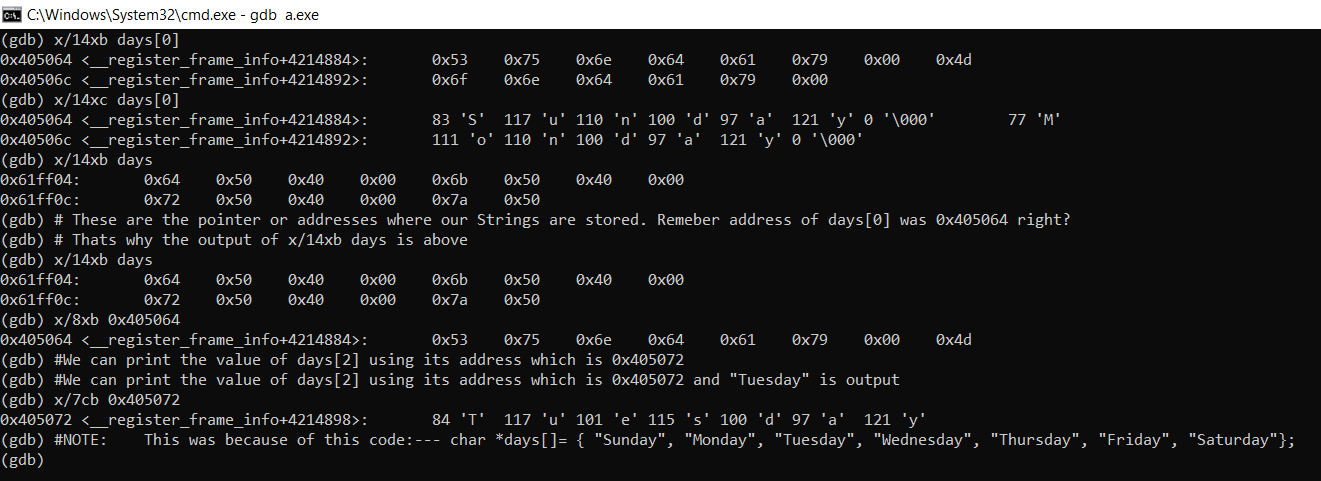 C:\Windows\System32\cmd.exe - gdb  a.exe
(gdb) x/14xb days[0]
0x405064 <__register_frame_info+4214884>:       0x53    0x75    0x6e    0x64    0x61    0x79    0x00    0x4d
0x40506c <__register_frame_info+4214892>:       0x6f    0x6e    0x64    0x61    0x79    0x00
(gdb) x/14xc days[0]
0x405064 <__register_frame_info+4214884>:       83 'S'  117 'u' 110 'n' 100 'd' 97 'a'  121 'y' 0 '\000'        77 'M'
0x40506c <__register_frame_info+4214892>:       111 'o' 110 'n' 100 'd' 97 'a'  121 'y' 0 '\000'
(gdb) x/14xb days
0x61ff04:       0x64    0x50    0x40    0x00    0x6b    0x50    0x40    0x00
0x61ff0c:       0x72    0x50    0x40    0x00    0x7a    0x50
(gdb) # These are the pointer or addresses where our Strings are stored. Remeber address of days[0] was 0x405064 right?
(gdb) # Thats why the output of x/14xb days is above
(gdb) x/14xb days
0x61ff04:       0x64    0x50    0x40    0x00    0x6b    0x50    0x40    0x00
0x61ff0c:       0x72    0x50    0x40    0x00    0x7a    0x50
(gdb) x/8xb 0x405064
0x405064 <__register_frame_info+4214884>:       0x53    0x75    0x6e    0x64    0x61    0x79    0x00    0x4d
(gdb) #We can print the value of days[2] using its address which is 0x405072
(gdb) #We can print the value of days[2] using its address which is 0x405072 and "Tuesday" is output
(gdb) x/7cb 0x405072
0x405072 <__register_frame_info+4214898>:       84 'T'  117 'u' 101 'e' 115 's' 100 'd' 97 'a'  121 'y'
(gdb) #NOTE:    This was because of this code:--- char *days[]= { "Sunday", "Monday", "Tuesday", "Wednesday", "Thursday", "Friday", "Saturday"};
(gdb)